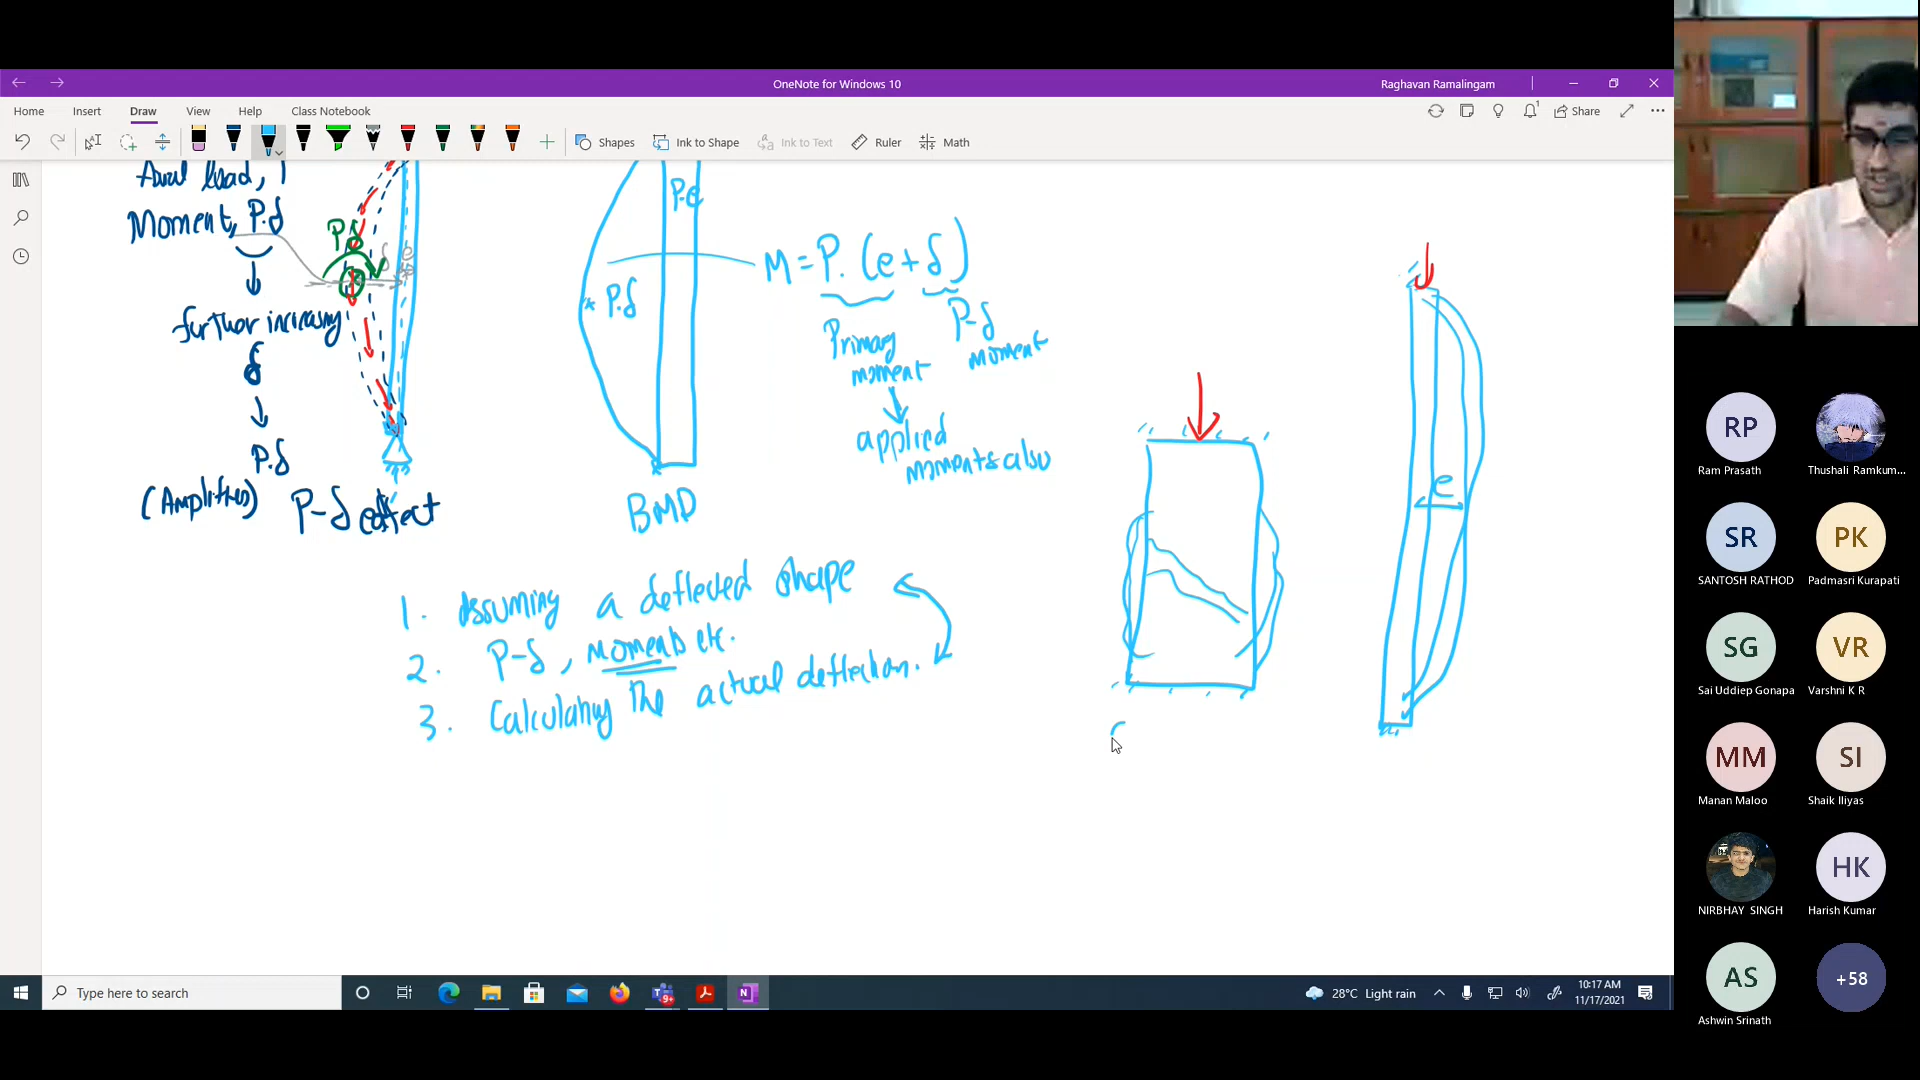 OneNote for Windows 10
Raghavan Ramalingam
Home Insert Draw View Help Class Notebook
Share
Shapes Ink to Shape Ink to Text Ruler Math
Axial load,
Moment, P.δ
further increasing
δ
P.δ
(Amplified)
P-δ effect
Pδ
δ
e
P.e
P.δ
BMD
M = P. (e + δ)
Primary
moment
P-δ
moment
applied
moments also
1. Assuming a deflected shape
2. P-δ, moments etc.
3. Calculating the actual deflection.
e
RP
Ram Prasath
Thushali Ramkum...
SR
SANTOSH RATHOD
PK
Padmasri Kurapati
SG
Sai Uddiep Gonapa
VR
Varshni K R
MM
Manan Maloo
SI
Shaik Iliyas
NIRBHAY SINGH
HK
Harish Kumar
AS
Ashwin Srinath
+58
Type here to search
28°C Light rain
10:17 AM
11/17/2021